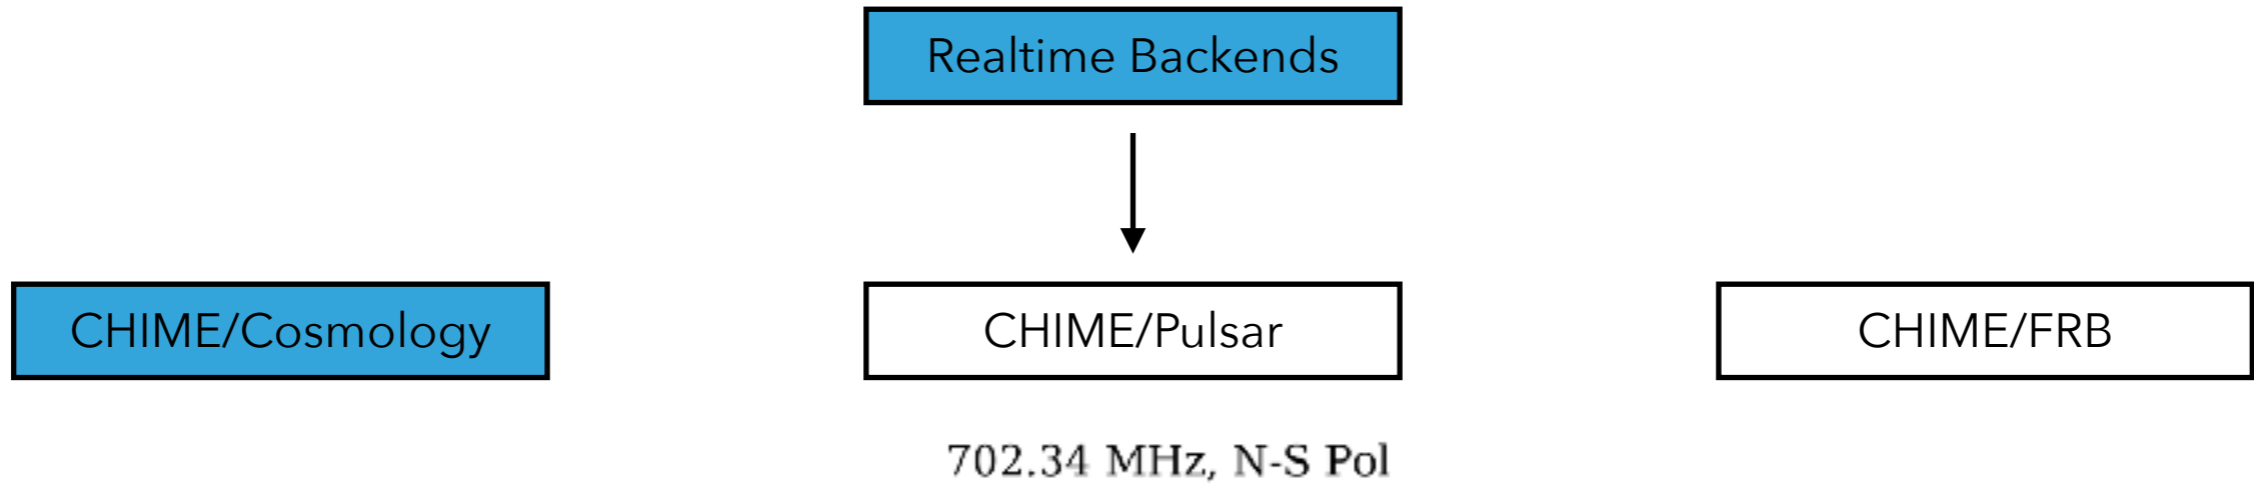 Realtime Backends
CHIME/Cosmology
CHIME/Pulsar
CHIME/FRB
702.34 MHz, N-S Pol